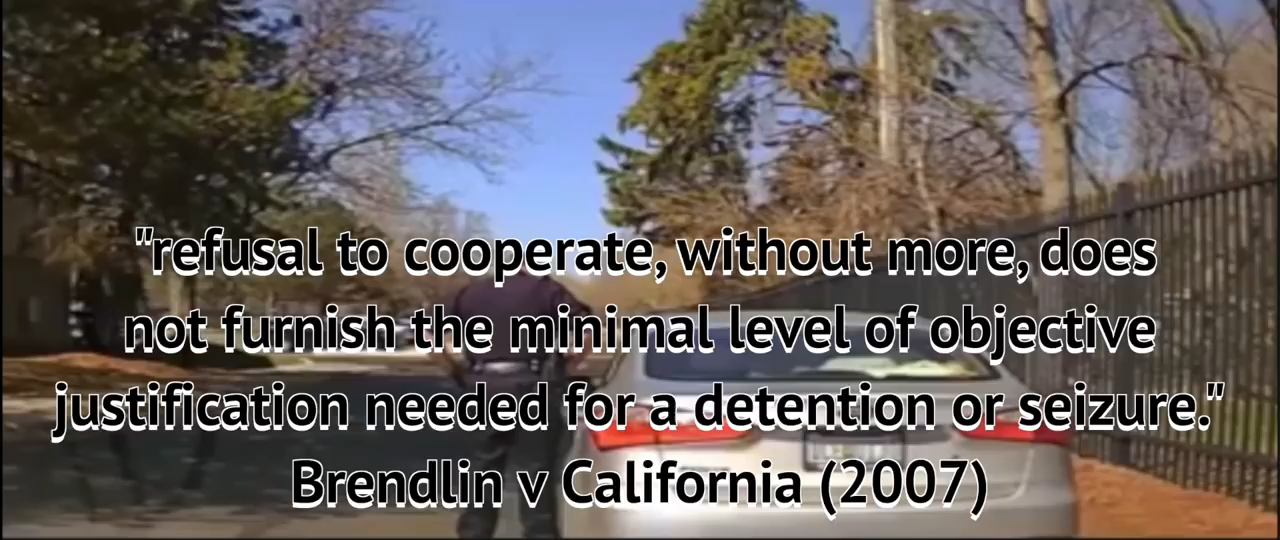 "refusal to cooperate, without more, does
not furnish the minimal level of objective
justification needed for a detention or seizure."
Brendlin v California (2007)